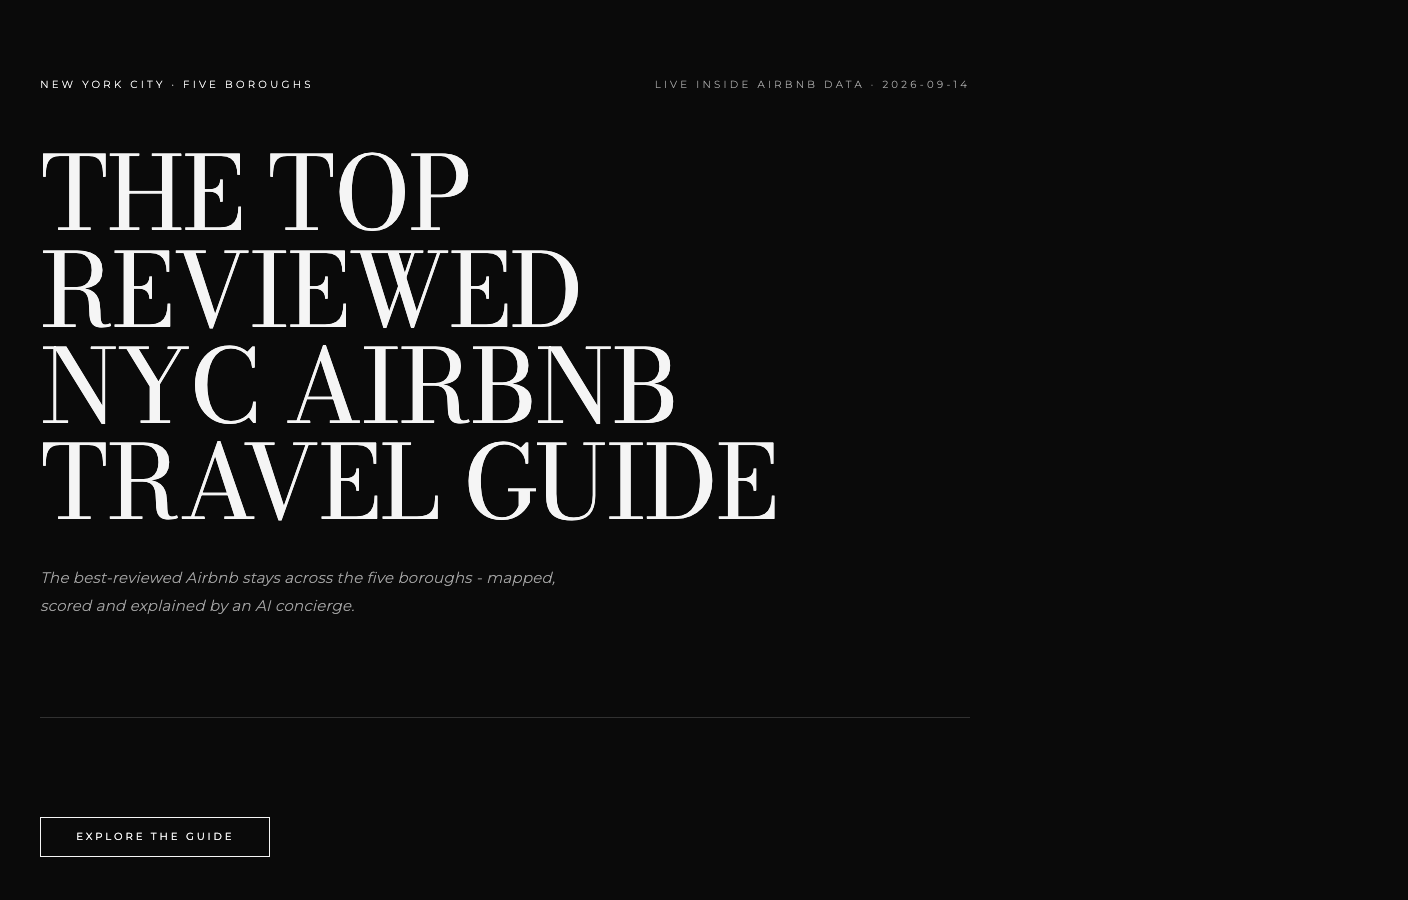 NEW YORK CITY · FIVE BOROUGHS
LIVE INSIDE AIRBNB DATA · 2026-09-14
THE TOP
REVIEWED
NYC AIRBNB
TRAVEL GUIDE
The best-reviewed Airbnb stays across the five boroughs - mapped,
scored and explained by an AI concierge.
EXPLORE THE GUIDE